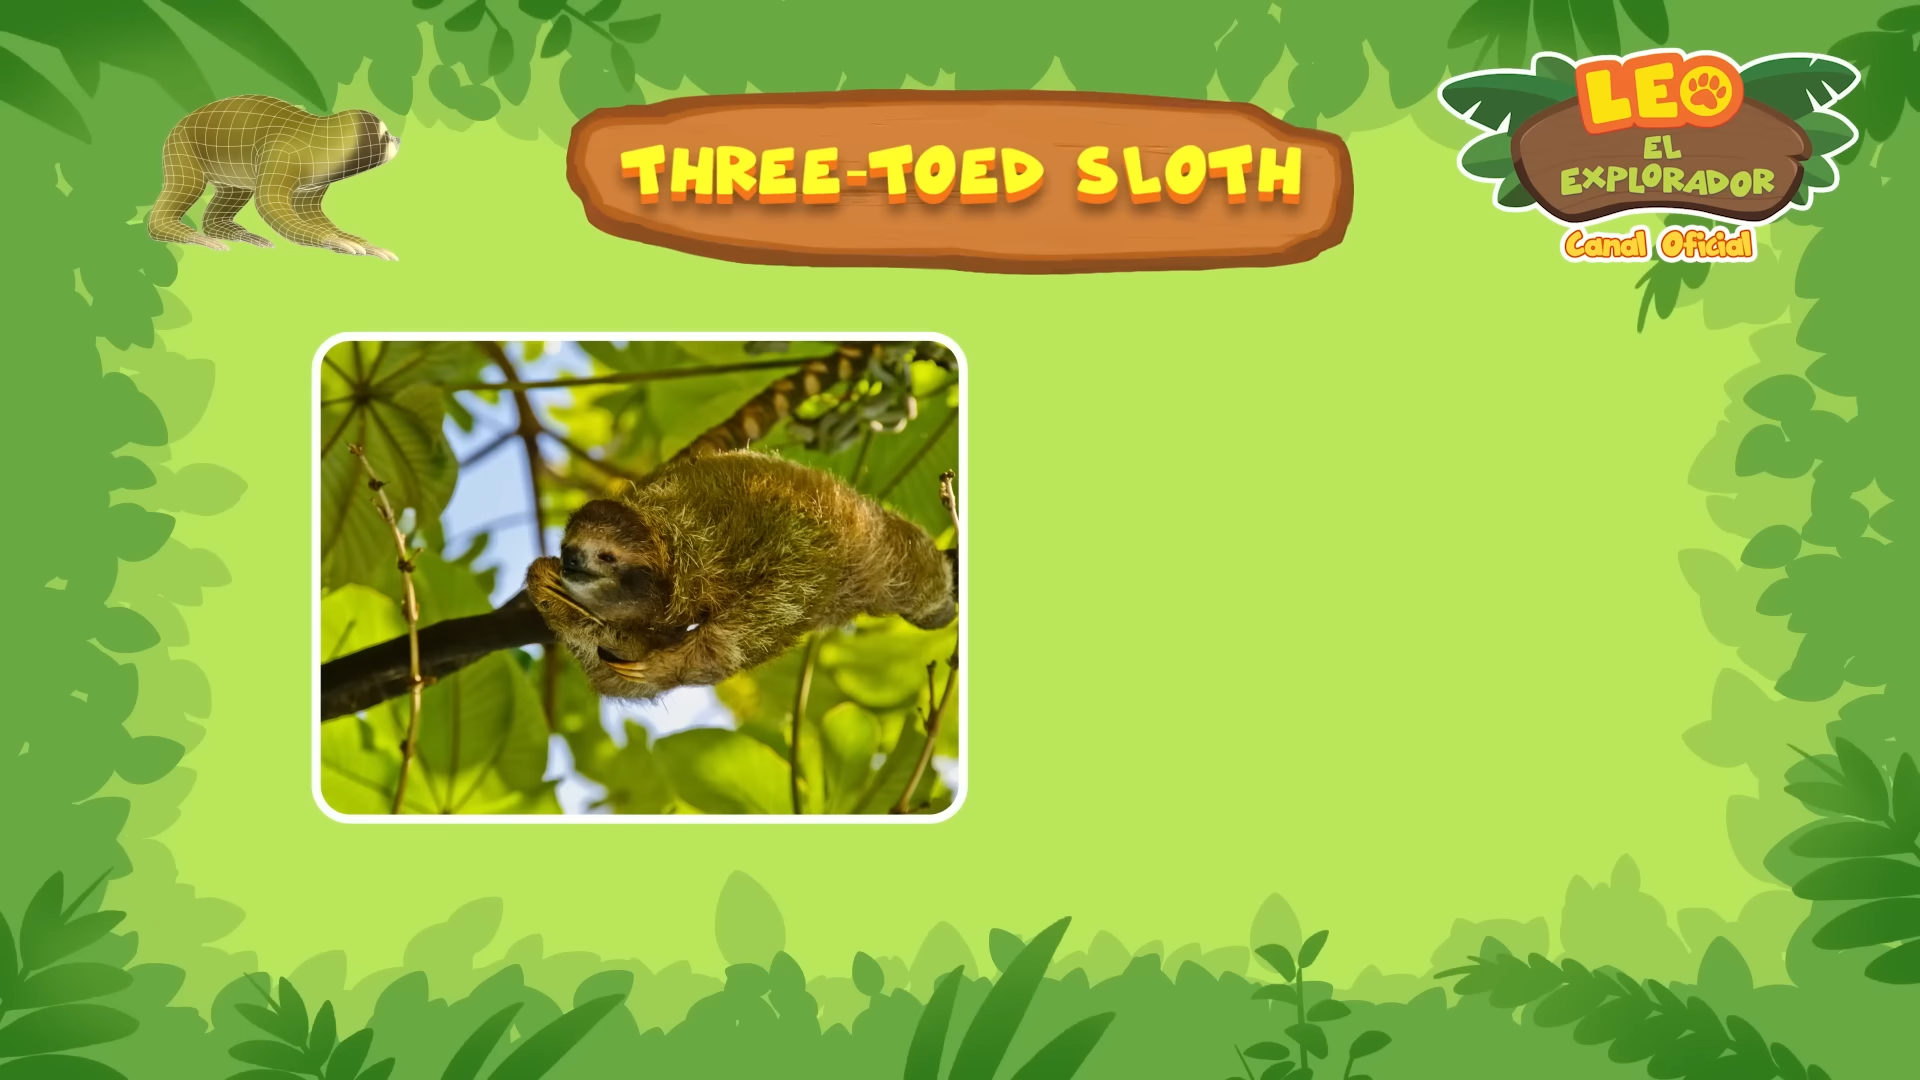 THREE-TOED SLOTH
LEO
EL
EXPLORADOR
Canal Oficial